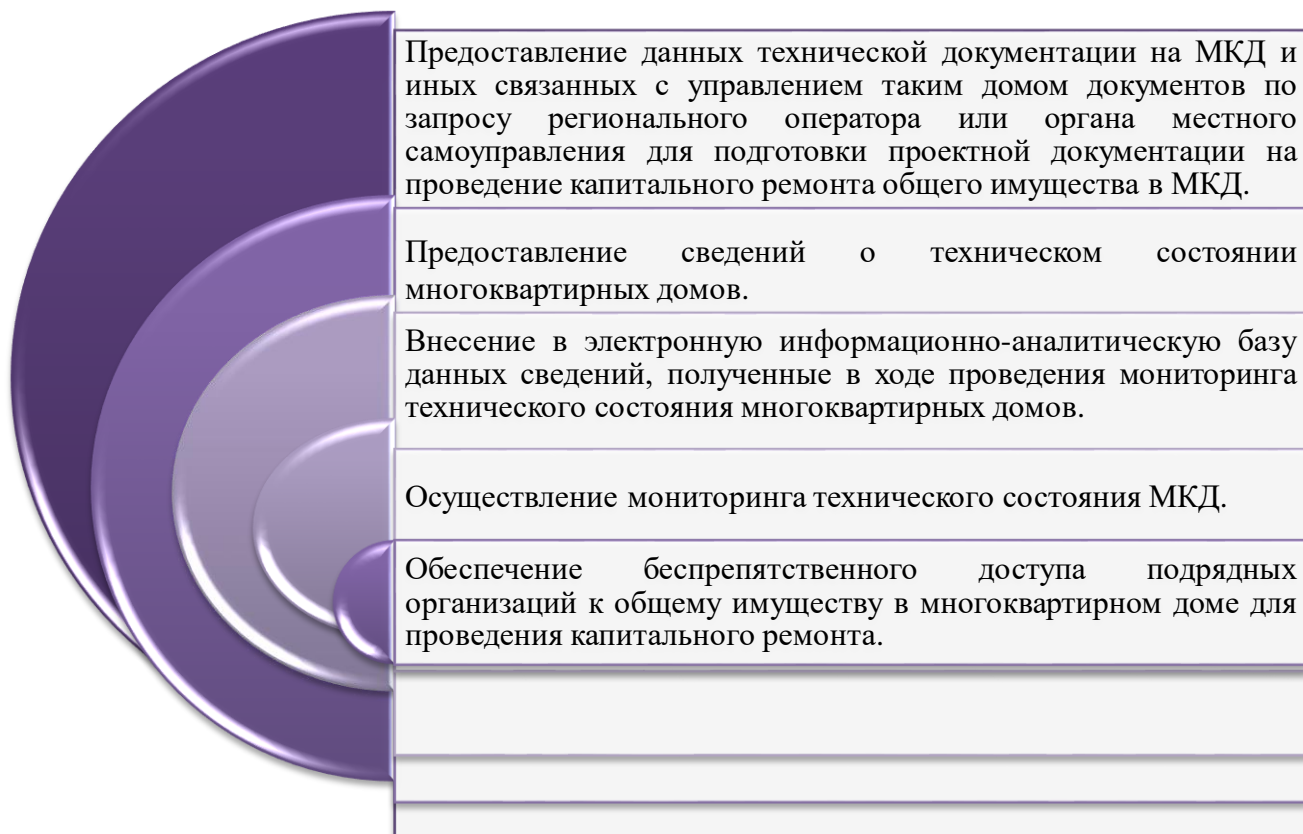 Предоставление данных технической документации на МКД и
иных связанных с управлением таким домом документов по
запросу регионального оператора или органа местного
самоуправления для подготовки проектной документации на
проведение капитального ремонта общего имущества в МКД.
Предоставление сведений о техническом состоянии
многоквартирных домов.
Внесение в электронную информационно-аналитическую базу
данных сведений, полученные в ходе проведения мониторинга
технического состояния многоквартирных домов.
Осуществление мониторинга технического состояния МКД.
Обеспечение беспрепятственного доступа подрядных
организаций к общему имуществу в многоквартирном доме для
проведения капитального ремонта.